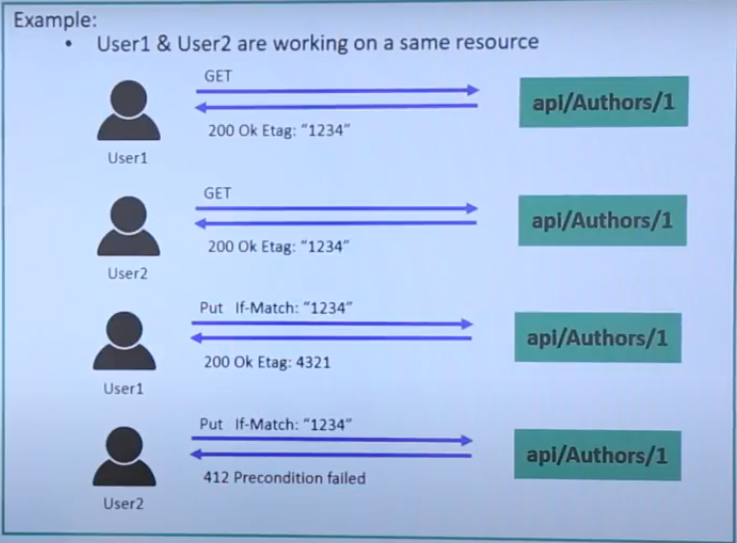 Example:
• User1 & User2 are working on a same resource
GET
api/Authors/1
200 Ok Etag: “1234”
User1
GET
api/Authors/1
200 Ok Etag: “1234”
User2
Put If-Match: “1234”
api/Authors/1
200 Ok Etag: 4321
User1
Put If-Match: “1234”
api/Authors/1
412 Precondition failed
User2